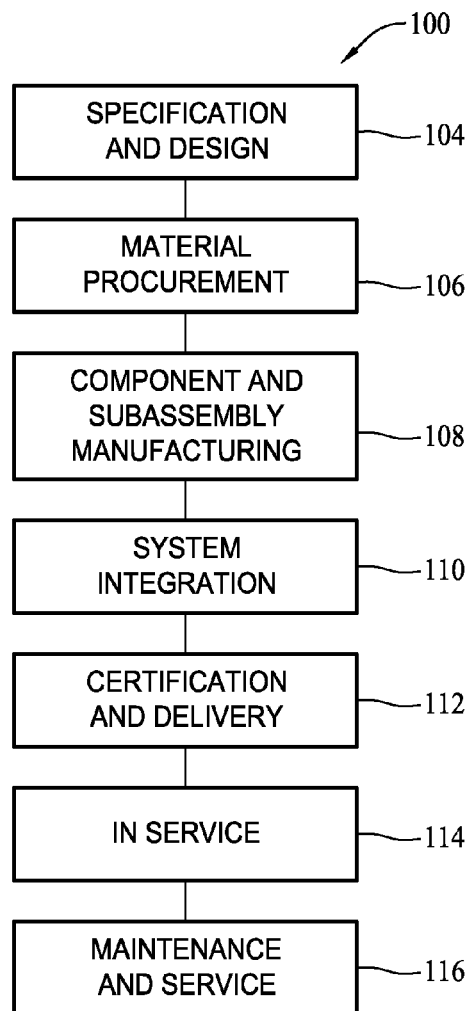 100
SPECIFICATION
AND DESIGN
104
MATERIAL
PROCUREMENT
106
COMPONENT AND
SUBASSEMBLY
MANUFACTURING
108
SYSTEM
INTEGRATION
110
CERTIFICATION
AND DELIVERY
112
IN SERVICE
114
MAINTENANCE
AND SERVICE
116